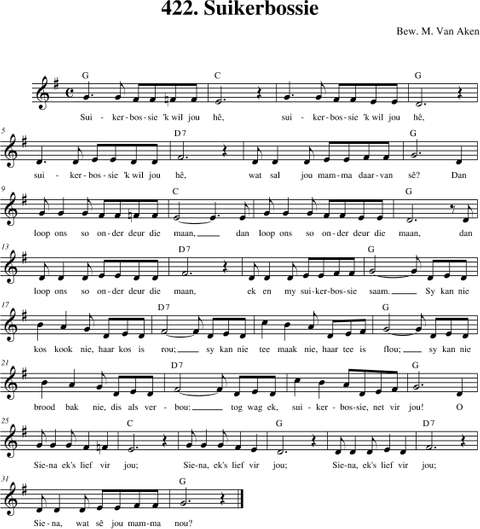 422. Suikerbossie
Bew. M. Van Aken
G C G G
Sui - ker-bos-sie 'k wil jou hê, sui - ker-bos-sie 'k wil jou hê,
5 D7 G
sui - ker-bos-sie 'k wil jou hê, wat sal jou mam-ma daar-van sê? Dan
9 C G
loop ons so on-der deur die maan, dan loop ons so on-der deur die maan, dan
13 D7 G
loop ons so on-der deur die maan, ek en my sui-ker-bos-sie saam. Sy kan nie
17 D7 G
kos kook nie, haar kos is rou; sy kan nie tee maak nie, haar tee is flou; sy kan nie
21 D7 G
brood bak nie, dis als ver-bou: tog wag ek, sui-ker-bos-sie, net vir jou! O
25 C G D7
Sie-na, ek's lief vir jou; Sie-na, ek's lief vir jou; Sie-na, ek's lief vir jou;
31 G
Sie-na, wat sê jou mam-ma nou?